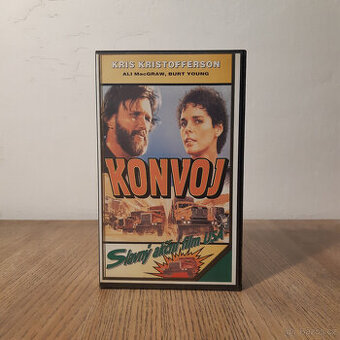 KRIS KRISTOFFERSON
ALI MacGRAW, BURT YOUNG
KONVOJ
Slavný akční film USA